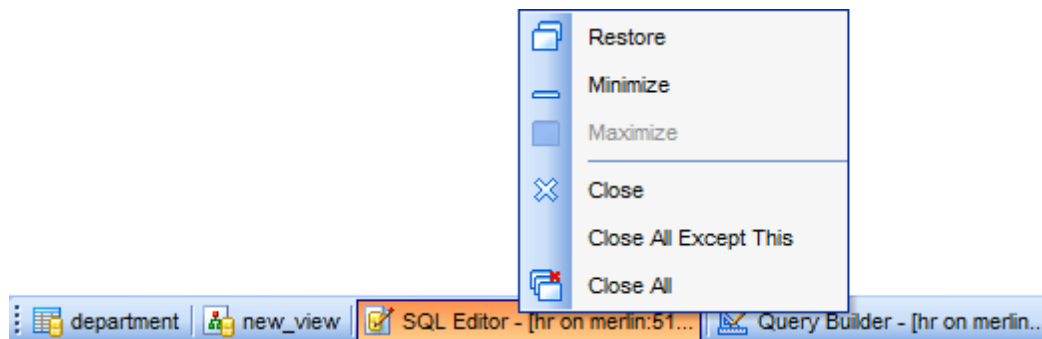 Restore
Minimize
Maximize
Close
Close All Except This
Close All
department new_view SQL Editor - [hr on merlin:51... Query Builder - [hr on merlin...